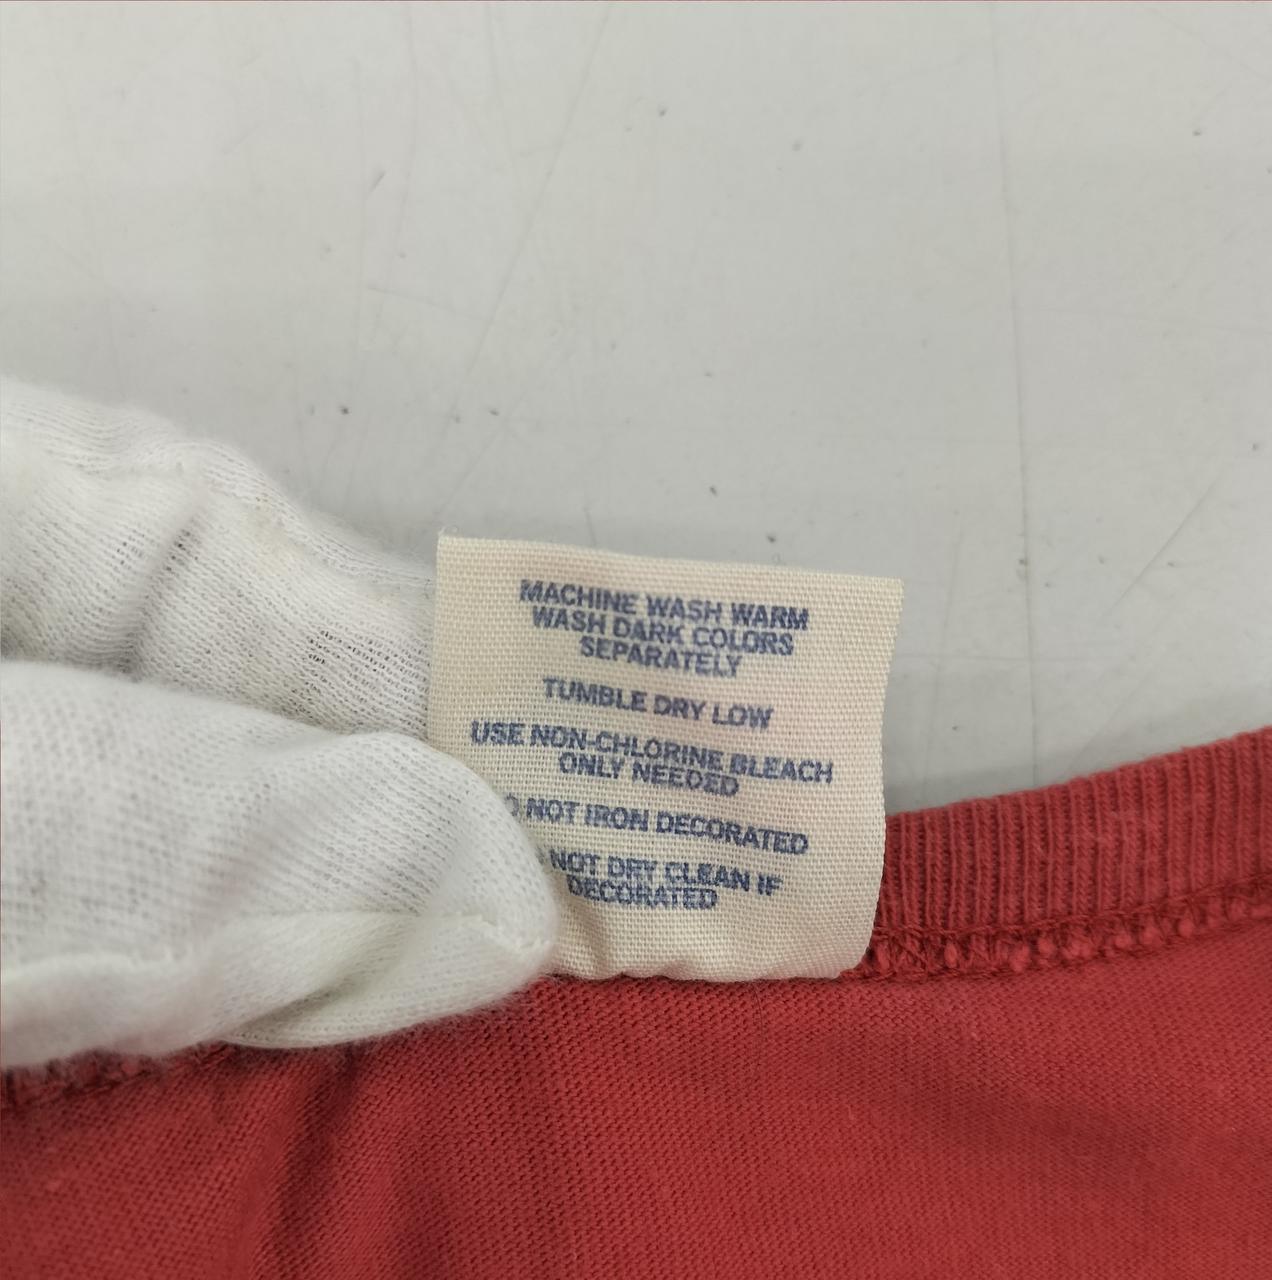 MACHINE WASH WARM
WASH DARK COLORS
SEPARATELY
TUMBLE DRY LOW
USE NON-CHLORINE BLEACH
ONLY NEEDED
DO NOT IRON DECORATED
NOT DRY CLEAN IF
DECORATED